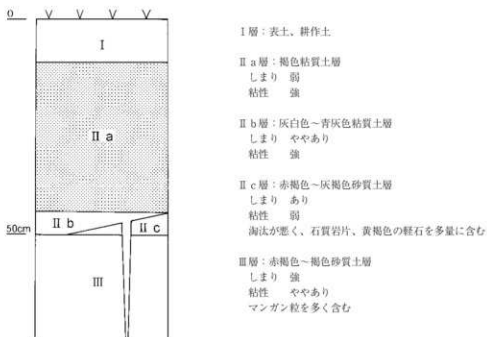 0
I
II a
50cm
II b
II c
III
I層：表土、耕作土
Ⅱa層：褐色粘質土層
しまり 弱
粘性 強
Ⅱb層：灰白色～青灰色粘質土層
しまり ややあり
粘性 強
Ⅱc層：赤褐色～灰褐色砂質土層
しまり あり
粘性 弱
淘汰が悪く、石質岩片、黄褐色の軽石を多量に含む
Ⅲ層：赤褐色～褐色砂質土層
しまり 強
粘性 ややあり
マンガン粒を多く含む